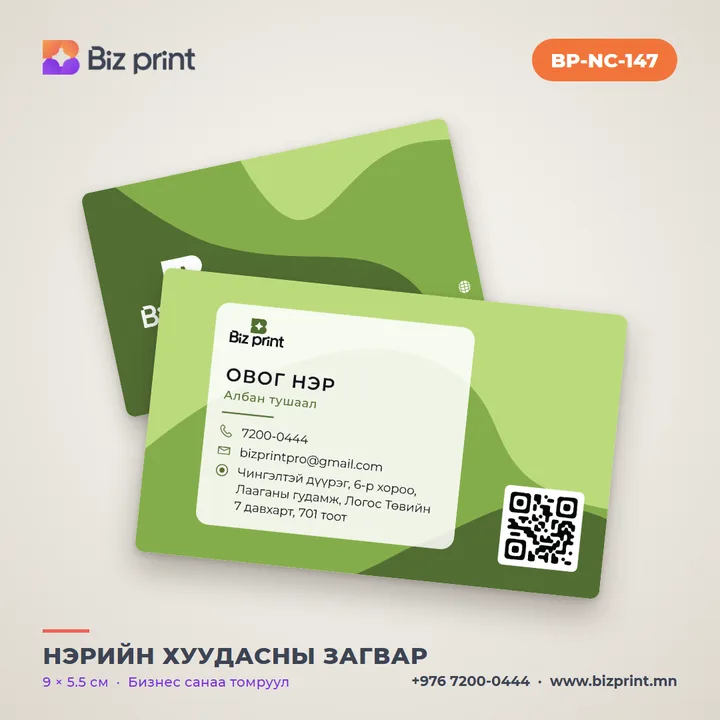 Biz print
BP-NC-147
Biz print
ОВОГ НЭР
Албан тушаал
7200-0444
bizprintpro@gmail.com
Чингэлтэй дүүрэг, 6-р хороо,
Лааганы гудамж, Логос Төвийн
7 давхарт, 701 тоот
НЭРИЙН ХУУДАСНЫ ЗАГВАР
9 × 5.5 см · Бизнес санаа томруул
+976 7200-0444 · www.bizprint.mn